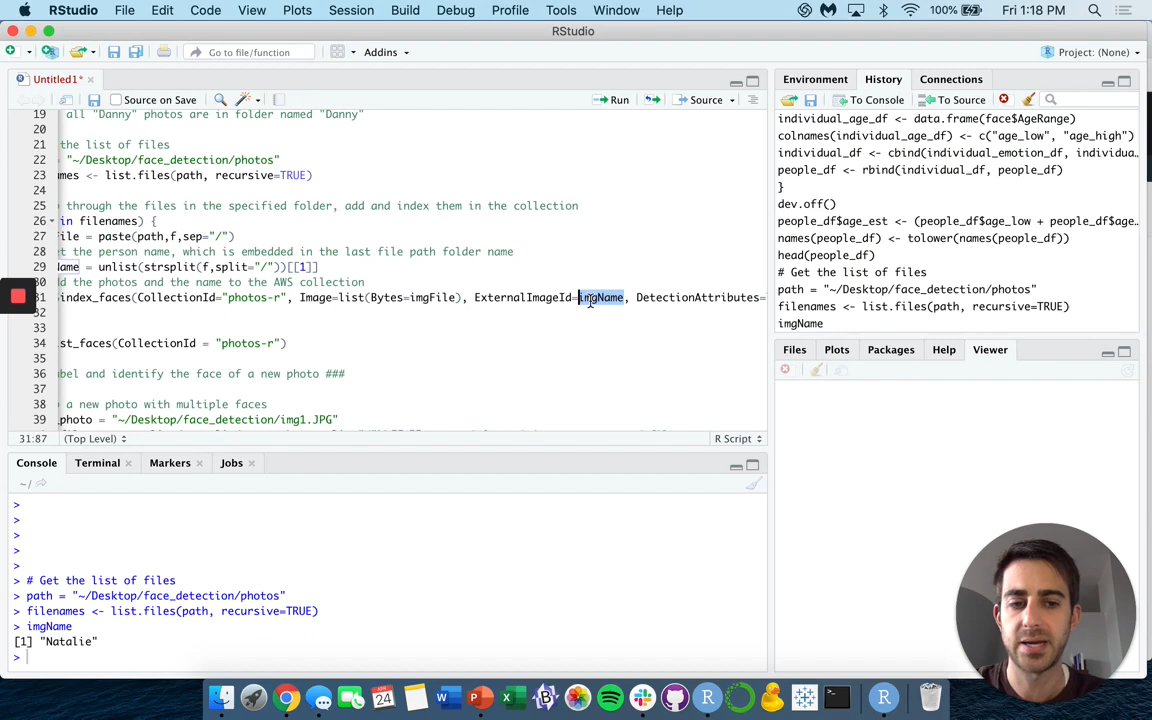 RStudio File Edit Code View Plots Session Build Debug Profile Tools Window Help 100% Fri 1:18 PM
RStudio
Go to file/function Addins Project: (None)
Untitled1*
Source on Save Run Source
19 all "Danny" photos are in folder named "Danny"
20
21 the list of files
22 = "~/Desktop/face_detection/photos"
23 mes <- list.files(path, recursive=TRUE)
24
25 through the files in the specified folder, add and index them in the collection
26 in filenames) {
27 ile = paste(path,f,sep="/")
28 et the person name, which is embedded in the last file path folder name
29 Name = unlist(strsplit(f,split="/"))[[1]]
30 dd the photos and the name to the AWS collection
31 index_faces(CollectionId="photos-r", Image=list(Bytes=imgFile), ExternalImageId=imgName, DetectionAttributes=
32
33
34 st_faces(CollectionId = "photos-r")
35
36 abel and identify the face of a new photo ###
37
38 a new photo with multiple faces
39 photo = "~/Desktop/face_detection/img1.JPG"
31:87 (Top Level) R Script
Console Terminal Markers Jobs
~/
>
>
>
>
>
> # Get the list of files
> path = "~/Desktop/face_detection/photos"
> filenames <- list.files(path, recursive=TRUE)
> imgName
[1] "Natalie"
>
Environment History Connections
To Console To Source
individual_age_df <- data.frame(face$AgeRange)
colnames(individual_age_df) <- c("age_low", "age_high")
individual_df <- cbind(individual_emotion_df, individua…
people_df <- rbind(individual_df, people_df)
}
dev.off()
people_df$age_est <- (people_df$age_low + people_df$age…
names(people_df) <- tolower(names(people_df))
head(people_df)
# Get the list of files
path = "~/Desktop/face_detection/photos"
filenames <- list.files(path, recursive=TRUE)
imgName
Files Plots Packages Help Viewer